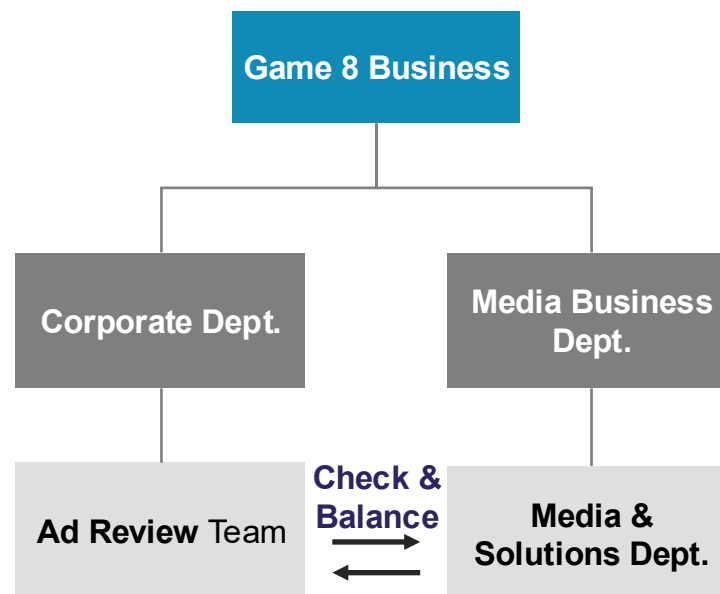 Game 8 Business
Corporate Dept.
Media Business
Dept.
Ad Review Team
Check &
Balance
Media &
Solutions Dept.